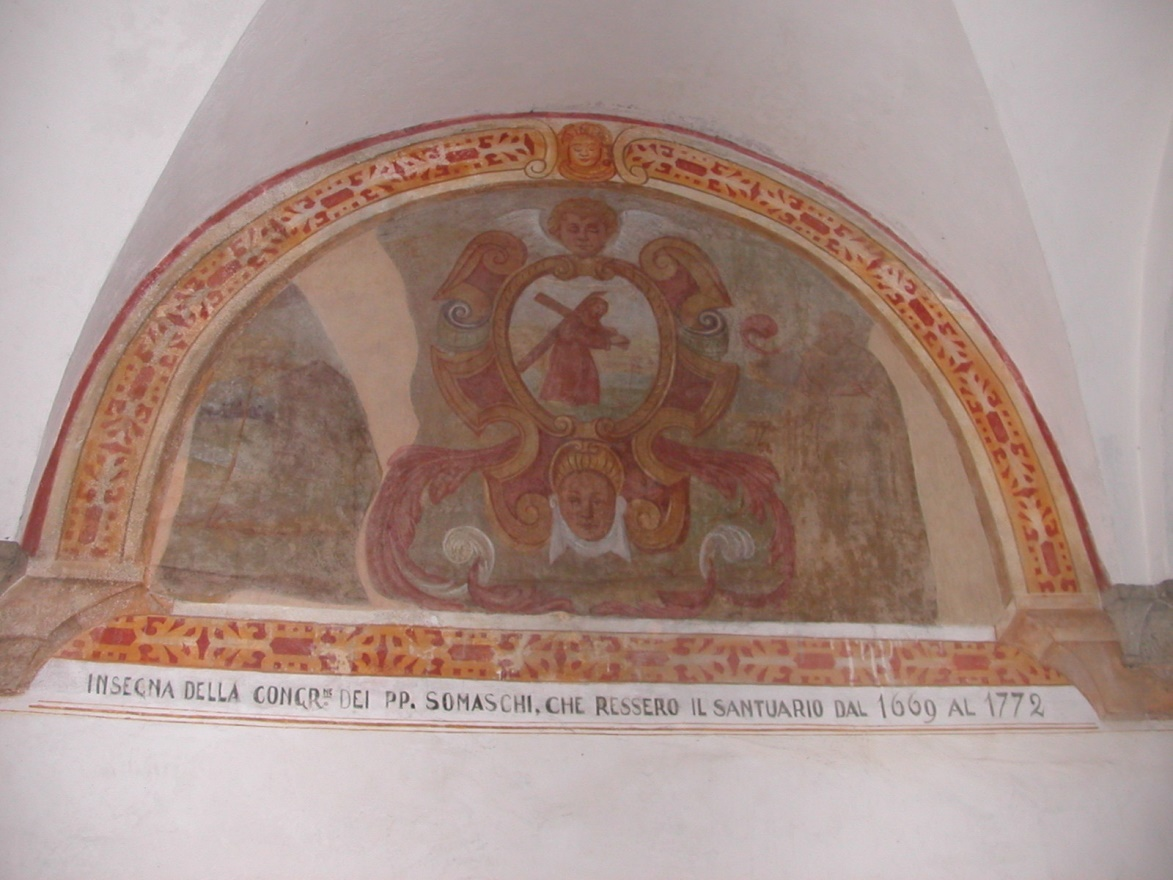 INSEGNA DELLA CONGR.NE DEI PP. SOMASCHI, CHE RESSERO IL SANTUARIO DAL 1669 AL 1772